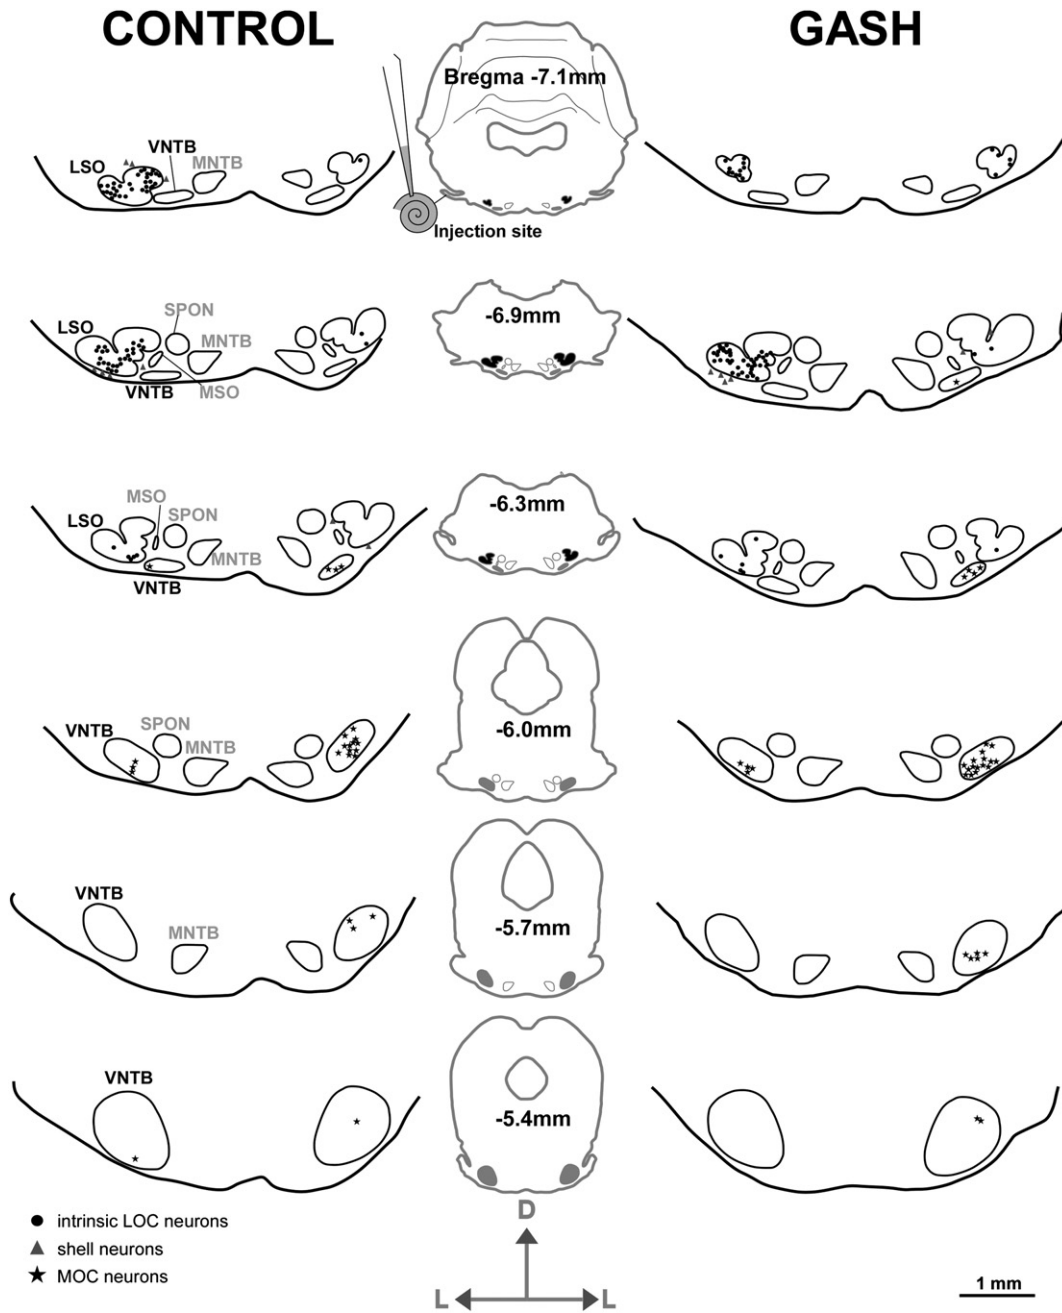 CONTROL
GASH
Bregma -7.1mm
LSO
VNTB
MNTB
Injection site
-6.9mm
LSO
SPON
MNTB
VNTB
MSO
-6.3mm
LSO
MSO
SPON
MNTB
VNTB
-6.0mm
VNTB
SPON
MNTB
-5.7mm
VNTB
MNTB
-5.4mm
VNTB
intrinsic LOC neurons
shell neurons
MOC neurons
D
L
L
1 mm